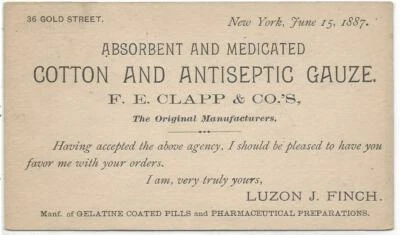 36 GOLD STREET.
New York, June 15, 1887.
ABSORBENT AND MEDICATED
COTTON AND ANTISEPTIC GAUZE.
F. E. CLAPP & CO.'S,
The Original Manufacturers.
Having accepted the above agency, I should be pleased to have you
favor me with your orders.
I am, very truly yours,
LUZON J. FINCH.
Manf. of GELATINE COATED PILLS and PHARMACEUTICAL PREPARATIONS.